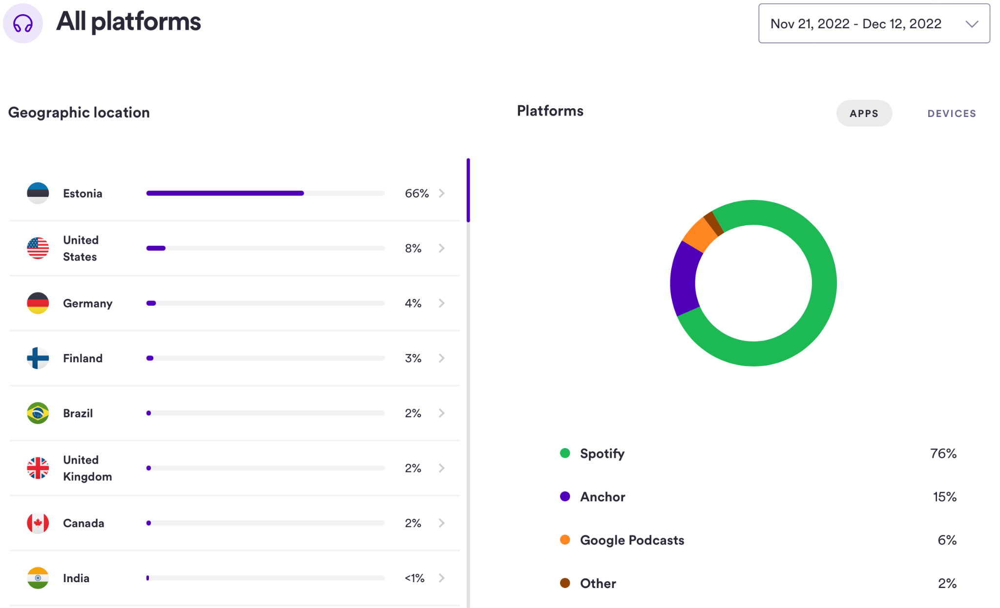 All platforms
Nov 21, 2022 - Dec 12, 2022
Geographic location
Estonia 66%
United
States 8%
Germany 4%
Finland 3%
Brazil 2%
United
Kingdom 2%
Canada 2%
India <1%
Platforms
APPS DEVICES
Spotify 76%
Anchor 15%
Google Podcasts 6%
Other 2%